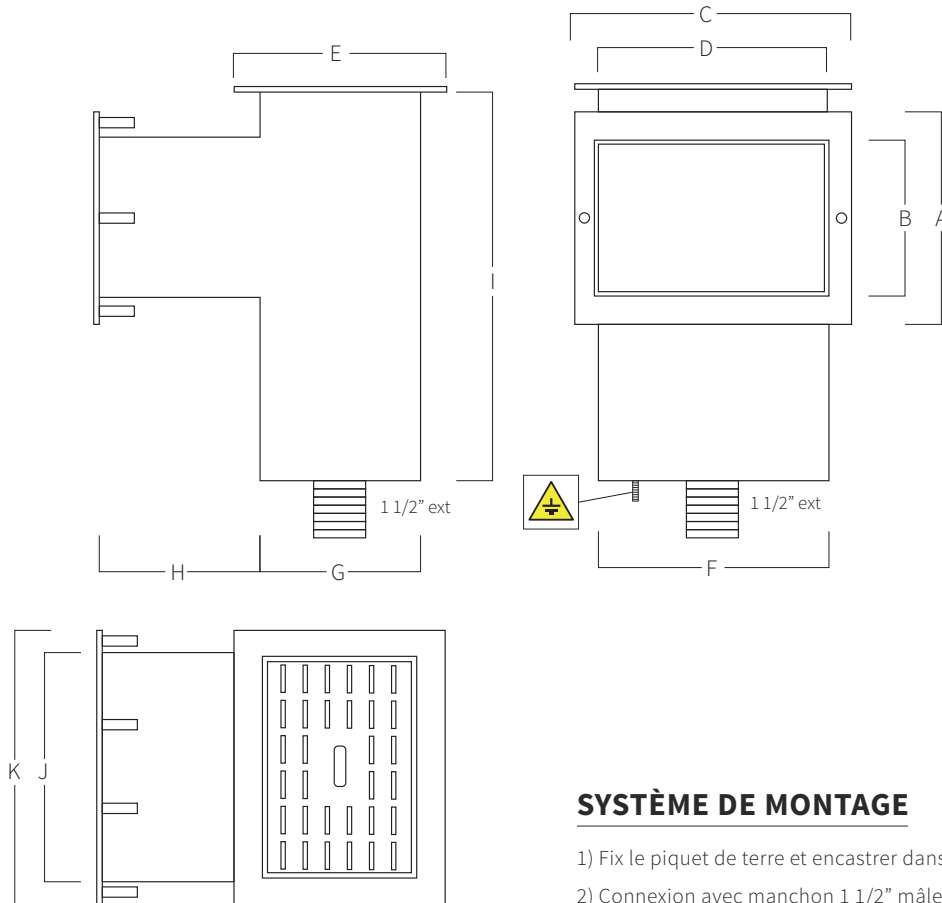 C
E
D
B
A
I
1 1/2” ext
1 1/2” ext
H
G
F
K
J
SYSTÈME DE MONTAGE
1) Fix le piquet de terre et encastrer dans
2) Connexion avec manchon 1 1/2” mâle